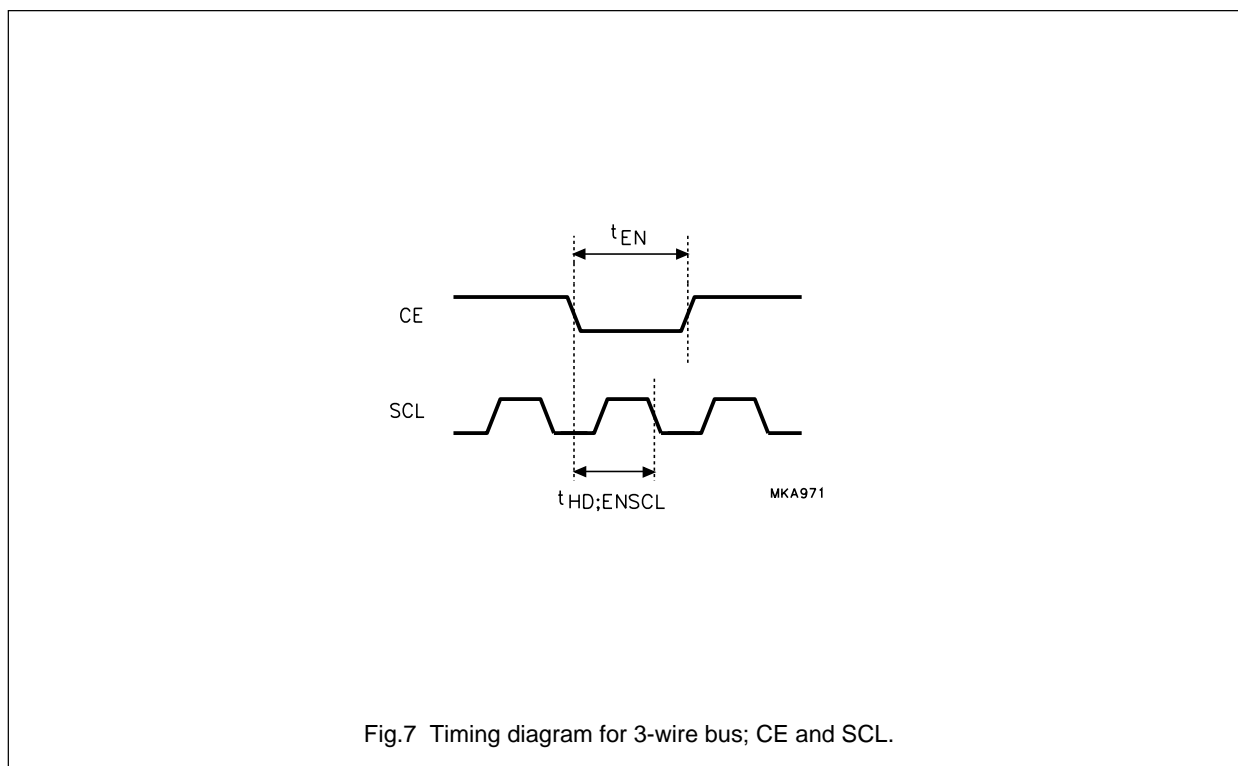 tEN
CE
SCL
tHD;ENSCL
MKA971
Fig.7 Timing diagram for 3-wire bus; CE and SCL.